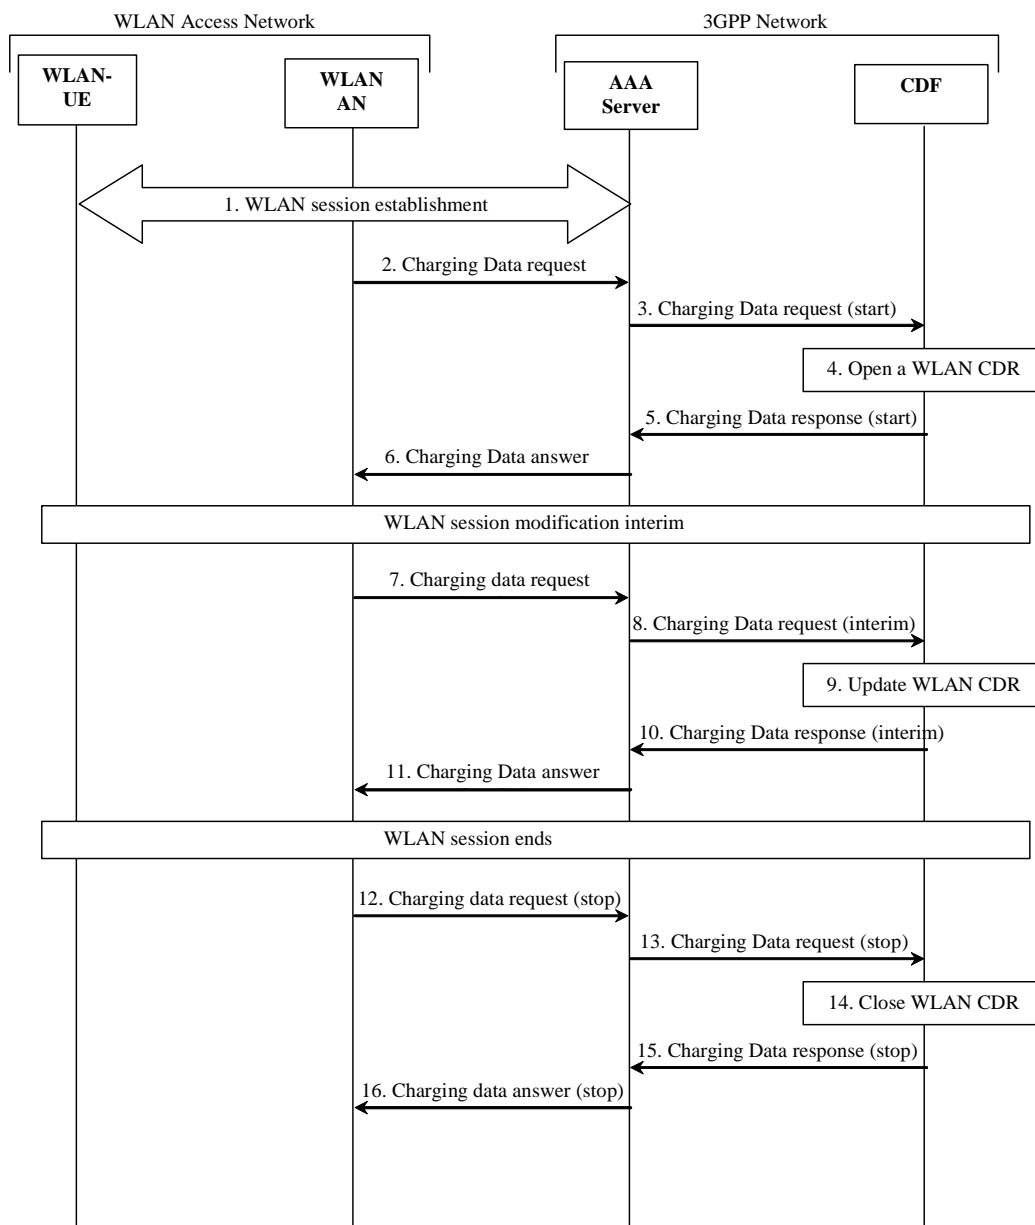 WLAN Access Network
3GPP Network
WLAN-
UE
WLAN
AN
AAA
Server
CDF
1. WLAN session establishment
2. Charging Data request
3. Charging Data request (start)
4. Open a WLAN CDR
5. Charging Data response (start)
6. Charging Data answer
WLAN session modification interim
7. Charging data request
8. Charging Data request (interim)
9. Update WLAN CDR
10. Charging Data response (interim)
11. Charging Data answer
WLAN session ends
12. Charging data request (stop)
13. Charging Data request (stop)
14. Close WLAN CDR
15. Charging Data response (stop)
16. Charging data answer (stop)